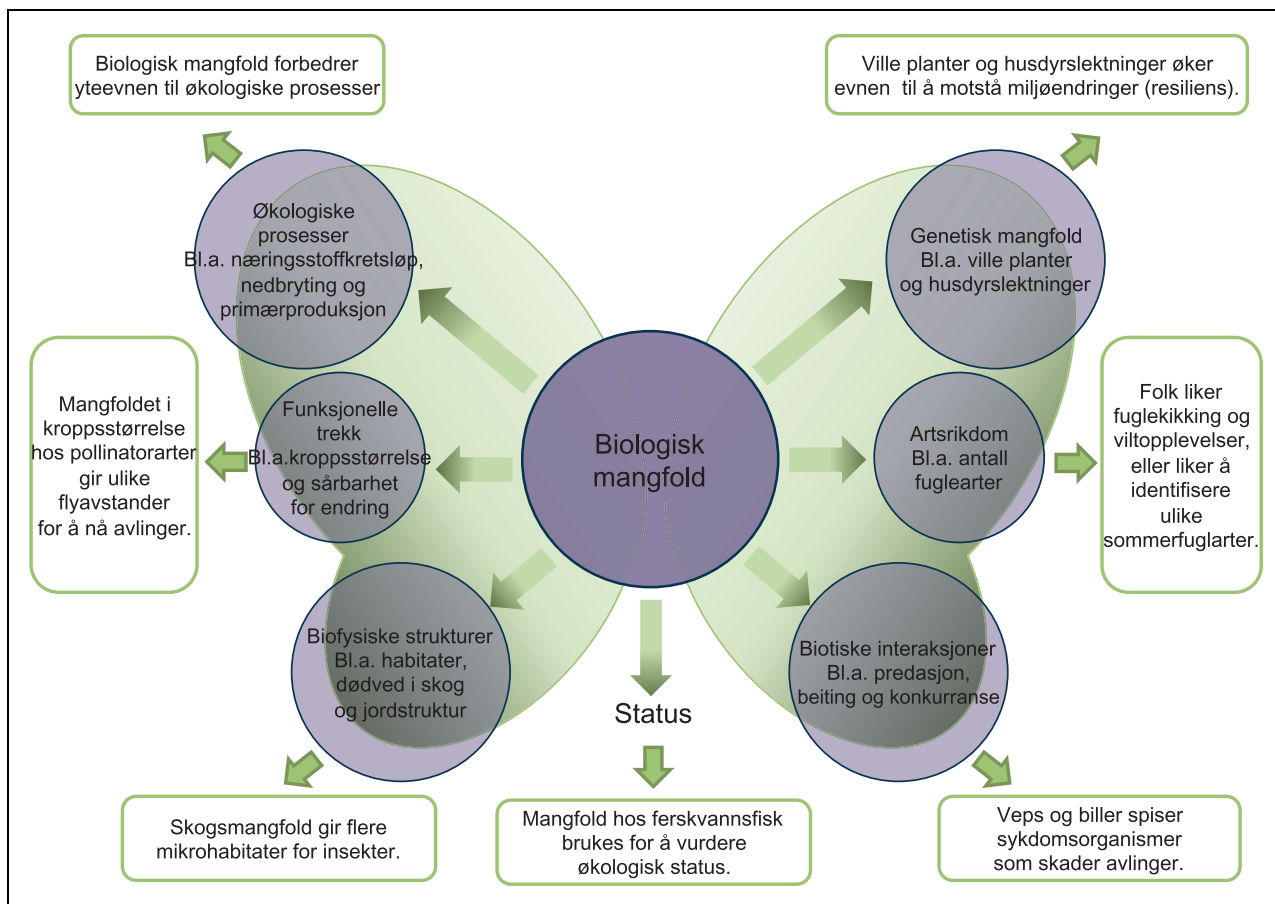 Biologisk mangfold forbedrer
yteevnen til økologiske prosesser
Ville planter og husdyrslektninger øker
evnen til å motstå miljøendringer (resiliens).
Økologiske
prosesser
Bl.a. næringsstoffkretsløp,
nedbryting og
primærproduksjon
Genetisk mangfold
Bl.a. ville planter
og husdyrslektninger
Mangfoldet i
kroppsstørrelse
hos pollinatorarter
gir ulike
flyavstander
for å nå avlinger.
Funksjonelle
trekk
Bl.a.kroppsstørrelse
og sårbarhet
for endring
Biologisk
mangfold
Artsrikdom
Bl.a. antall
fuglearter
Folk liker
fuglekikking og
viltopplevelser,
eller liker å
identifisere
ulike
sommerfuglarter.
Biofysiske strukturer
Bl.a. habitater,
dødved i skog
og jordstruktur
Biotiske interaksjoner
Bl.a. predasjon,
beiting og konkurranse
Status
Skogsmangfold gir flere
mikrohabitater for insekter.
Mangfold hos ferskvannsfisk
brukes for å vurdere
økologisk status.
Veps og biller spiser
sykdomsorganismer
som skader avlinger.